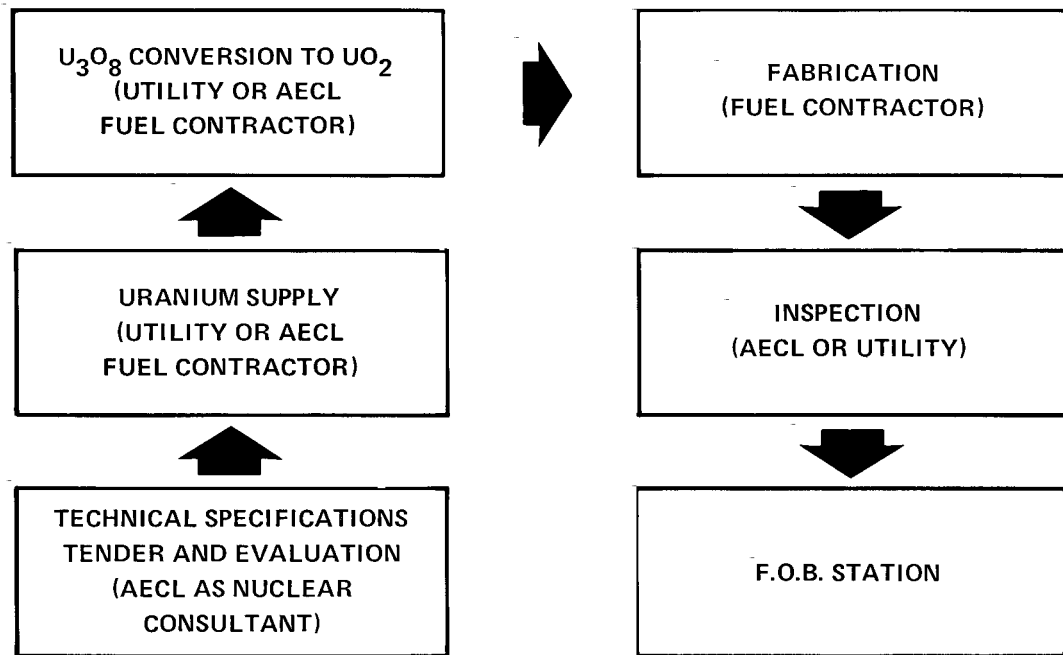 U3O8 CONVERSION TO UO2
(UTILITY OR AECL
FUEL CONTRACTOR)
URANIUM SUPPLY
(UTILITY OR AECL
FUEL CONTRACTOR)
TECHNICAL SPECIFICATIONS
TENDER AND EVALUATION
(AECL AS NUCLEAR
CONSULTANT)
FABRICATION
(FUEL CONTRACTOR)
INSPECTION
(AECL OR UTILITY)
F.O.B. STATION